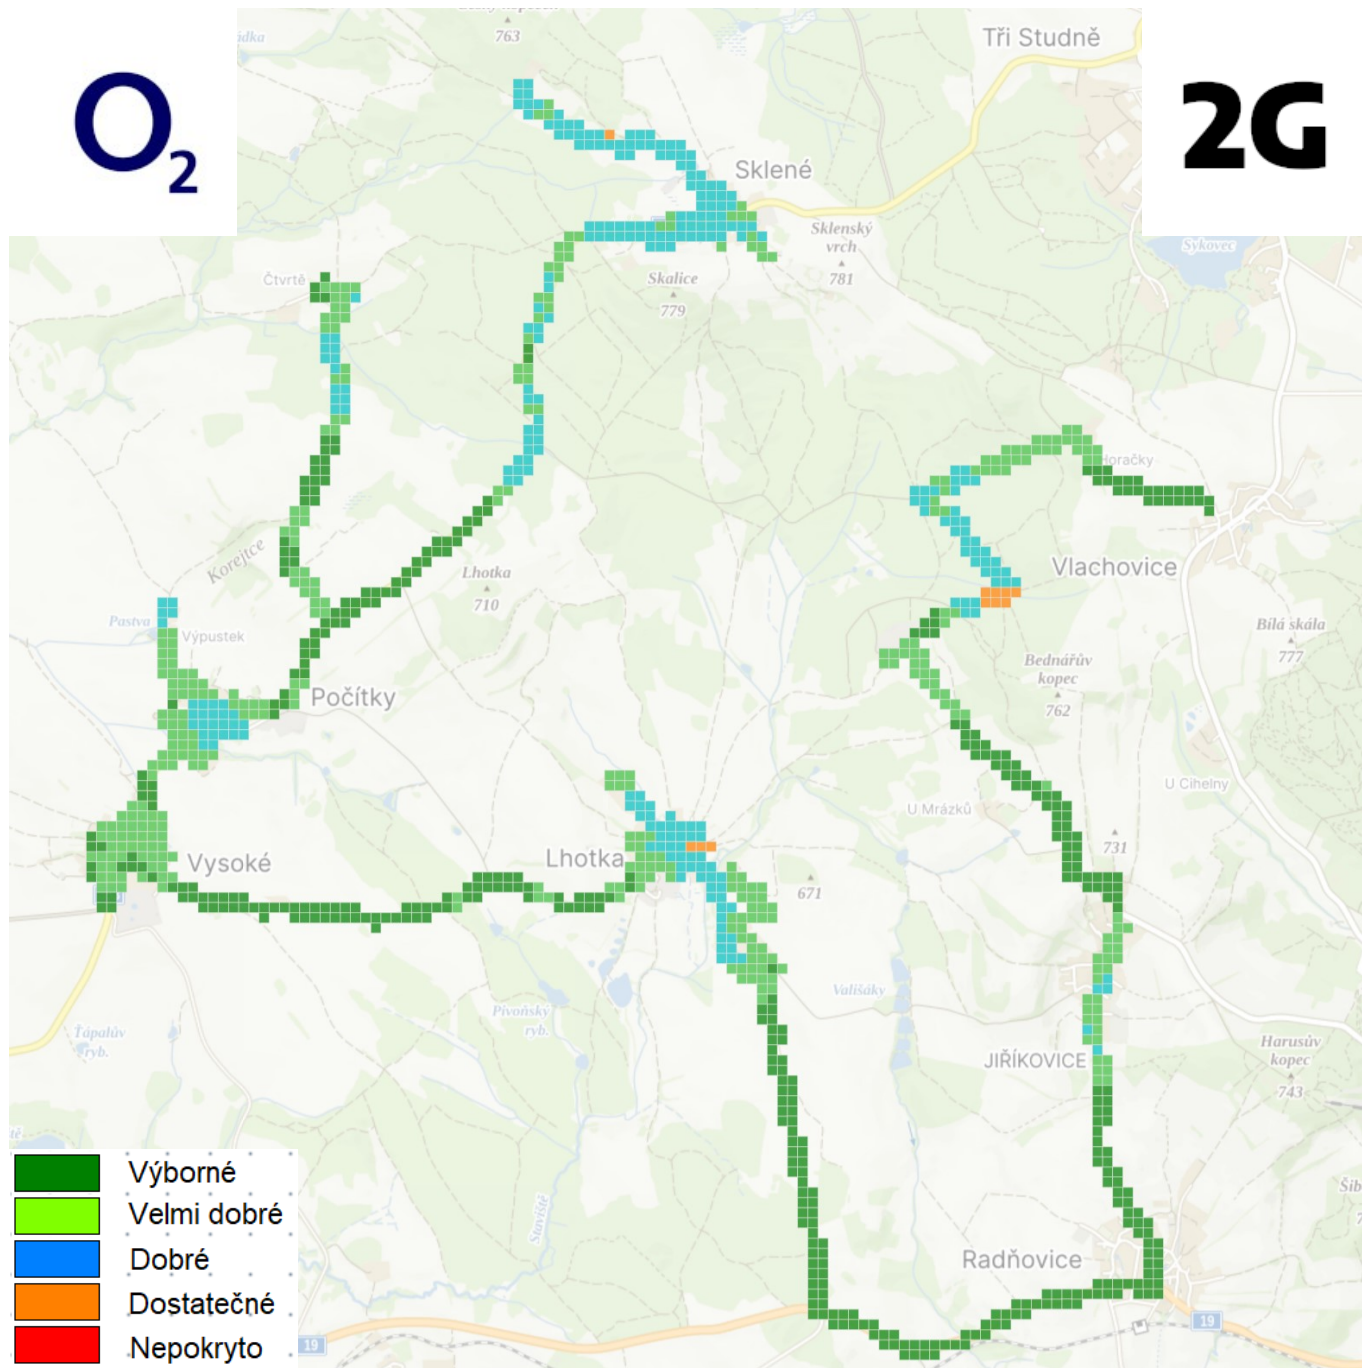 O2
2G
763
Tři Studně
Sklené
Sklenský
vrch
781
Sykovec
Skalice
779
Čtvrtě
Horačky
Korejtce
Lhotka
710
Vlachovice
Pastva
Výpustek
Bílá skála
777
Bednářův
kopec
762
Počítky
U Cihelny
U Mrázků
731
Vysoké
Lhotka
671
Vališáky
Pivoňský
ryb.
Ťápalův
ryb.
JIŘÍKOVICE
Harusův
kopec
743
Staviště
Radňovice
19
19
Výborné
Velmi dobré
Dobré
Dostatečné
Nepokryto